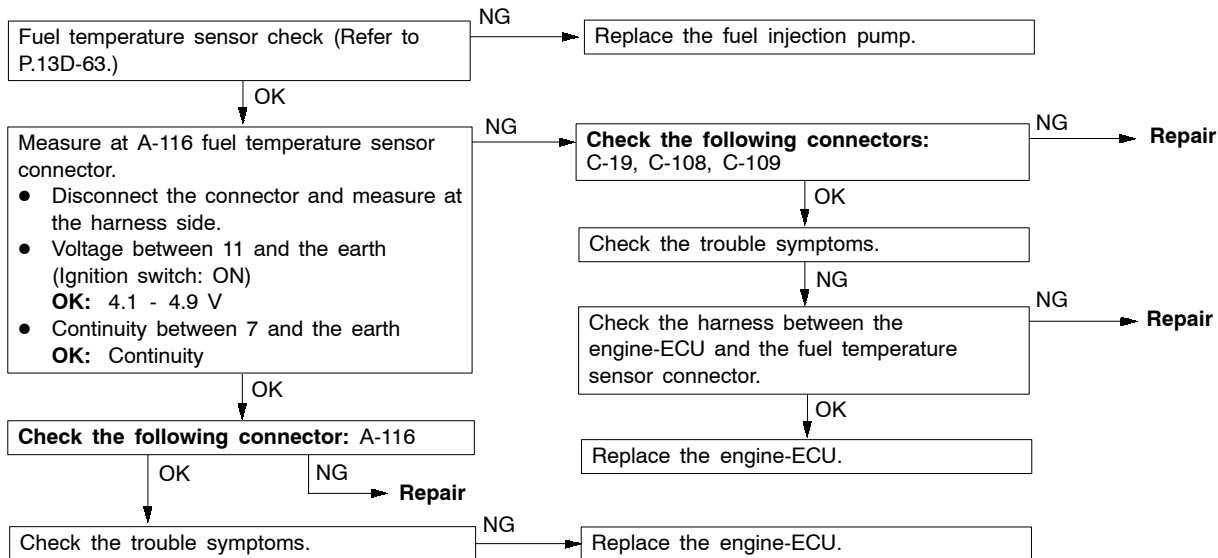 Fuel temperature sensor check (Refer to
P.13D-63.)
NG
Replace the fuel injection pump.
OK
Measure at A-116 fuel temperature sensor
connector.
● Disconnect the connector and measure at
the harness side.
● Voltage between 11 and the earth
(Ignition switch: ON)
OK: 4.1 - 4.9 V
● Continuity between 7 and the earth
OK: Continuity
NG
Check the following connectors:
C-19, C-108, C-109
NG
Repair
OK
Check the trouble symptoms.
NG
Check the harness between the
engine-ECU and the fuel temperature
sensor connector.
NG
Repair
OK
Replace the engine-ECU.
OK
Check the following connector: A-116
OK
NG
Repair
Check the trouble symptoms.
NG
Replace the engine-ECU.